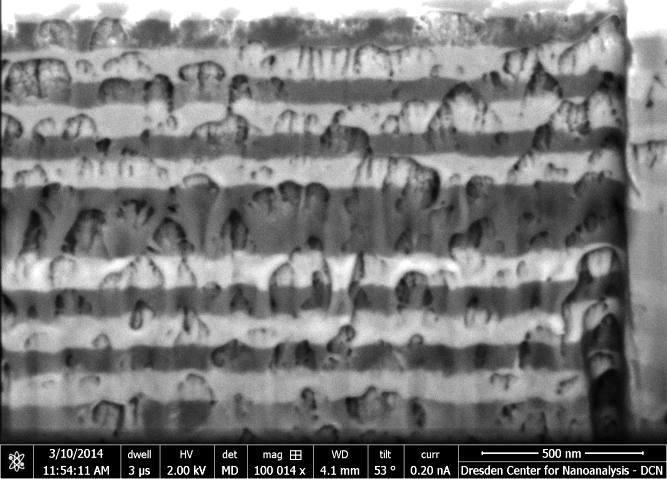 3/10/2014 dwell HV det mag WD tilt curr 500 nm
11:54:11 AM 3 µs 2.00 kV MD 100 014 x 4.1 mm 53 ° 0.20 nA Dresden Center for Nanoanalysis - DCN